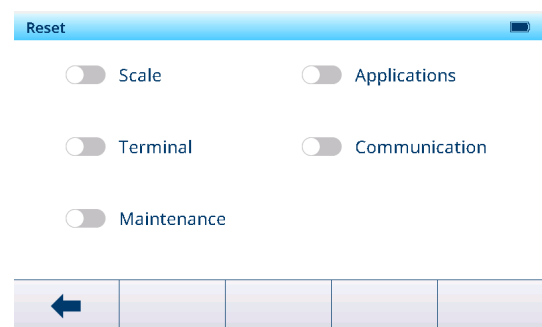 Reset
Scale
Applications
Terminal
Communication
Maintenance